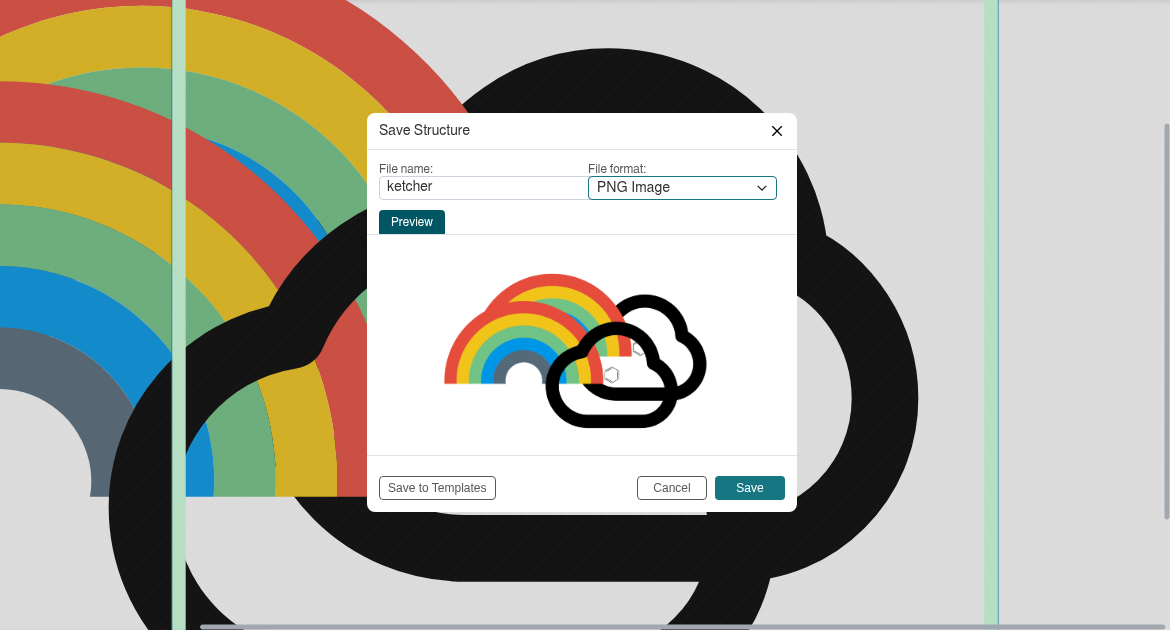 Save Structure
File name:
File format:
ketcher
PNG Image
Preview
Save to Templates
Cancel
Save